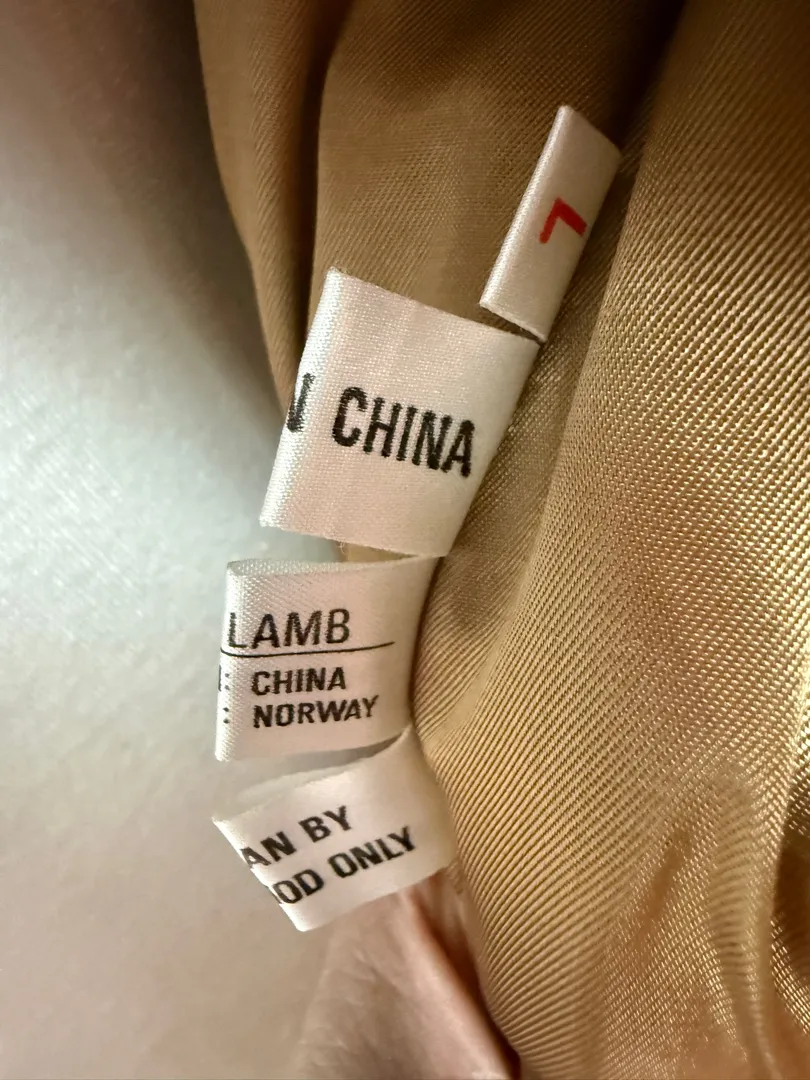 L
N CHINA
LAMB
: CHINA
: NORWAY
AN BY
OD ONLY